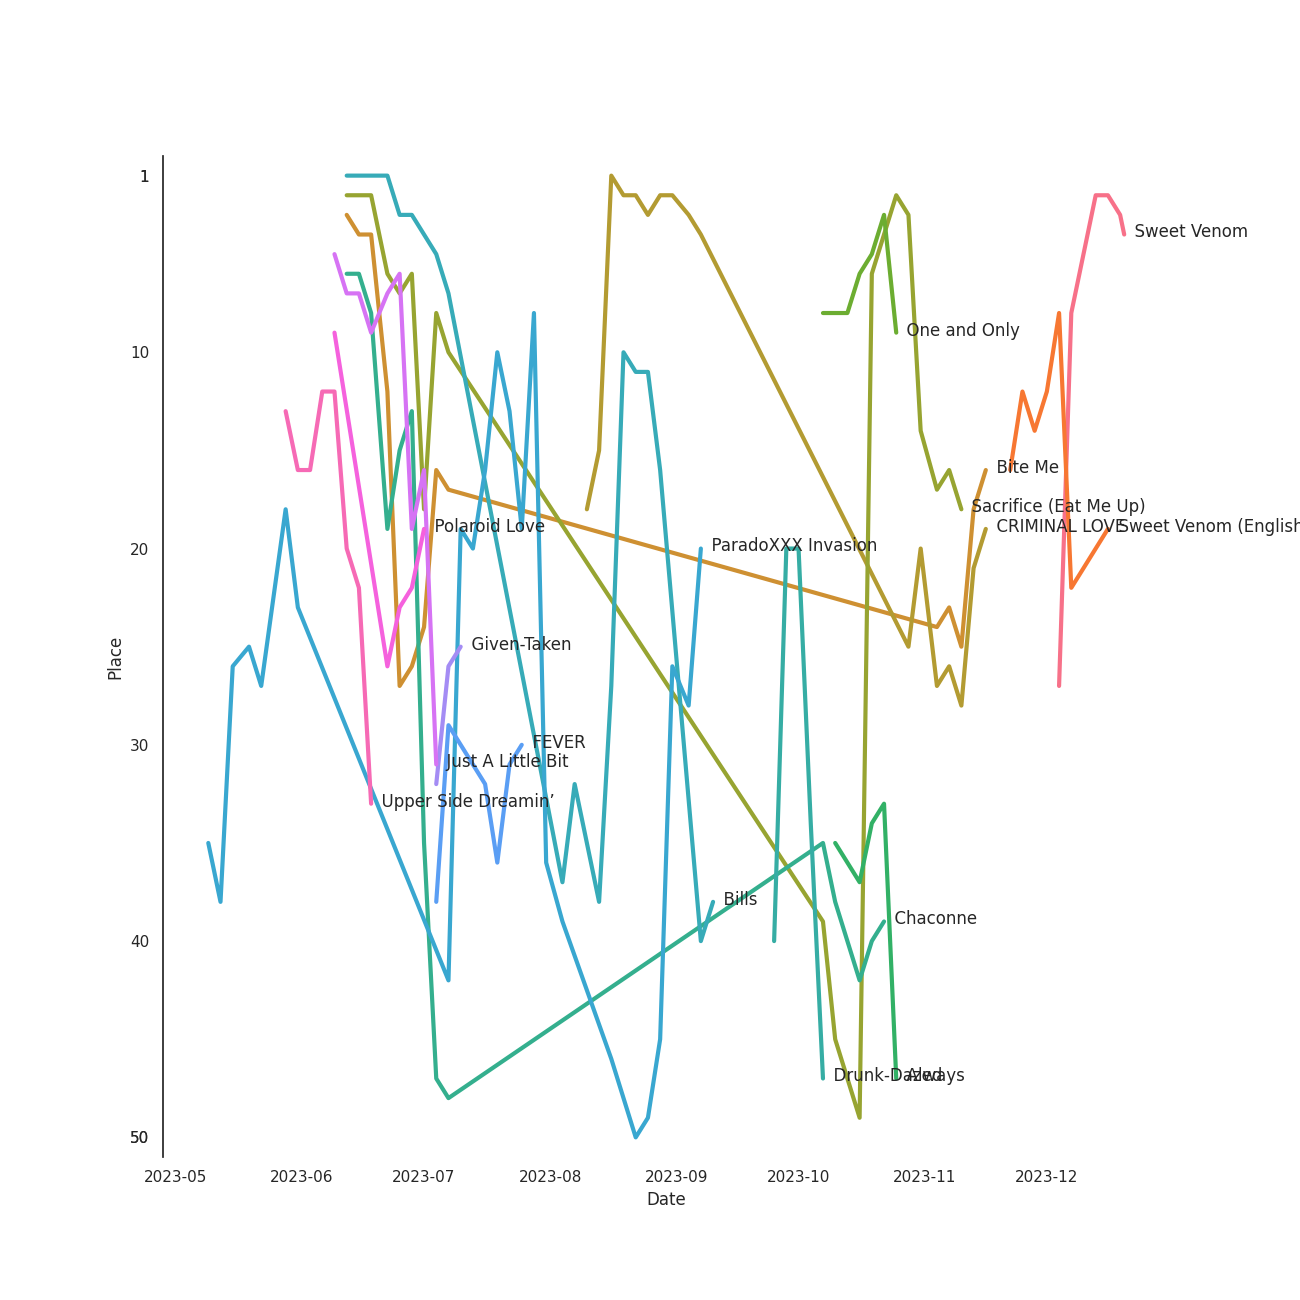 1
Sweet Venom
One and Only
10
Bite Me
Sacrifice (Eat Me Up)
Polaroid Love
CRIMINAL LOVE
Sweet Venom (English
20
ParadoXXX Invasion
Given-Taken
Place
30
FEVER
Just A Little Bit
Upper Side Dreamin’
Bills
40
Chaconne
Drunk-Dazed
Always
50
2023-05
2023-06
2023-07
2023-08
2023-09
2023-10
2023-11
2023-12
Date